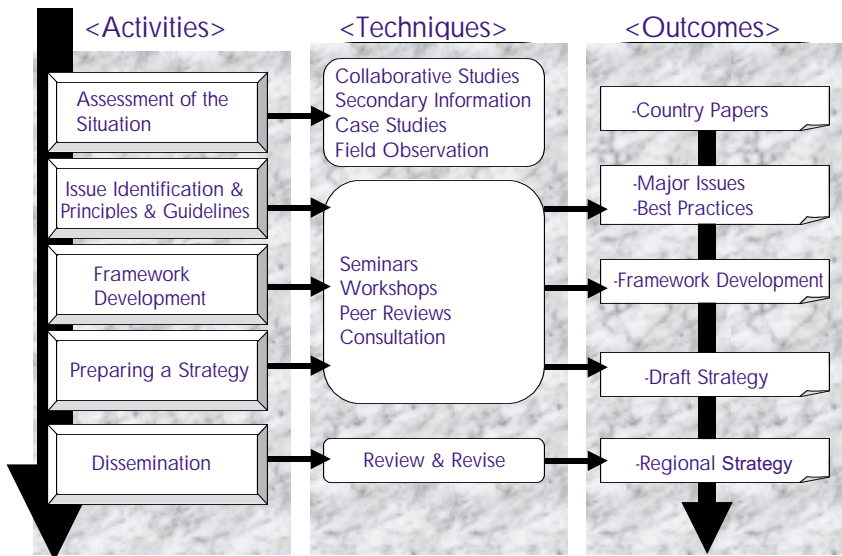 <Activities>
<Techniques>
<Outcomes>
Assessment of the
Situation
Collaborative Studies
Secondary Information
Case Studies
Field Observation
-Country Papers
Issue Identification &
Principles & Guidelines
-Major Issues
-Best Practices
Framework
Development
Seminars
Workshops
Peer Reviews
Consultation
-Framework Development
Preparing a Strategy
-Draft Strategy
Dissemination
Review & Revise
-Regional Strategy